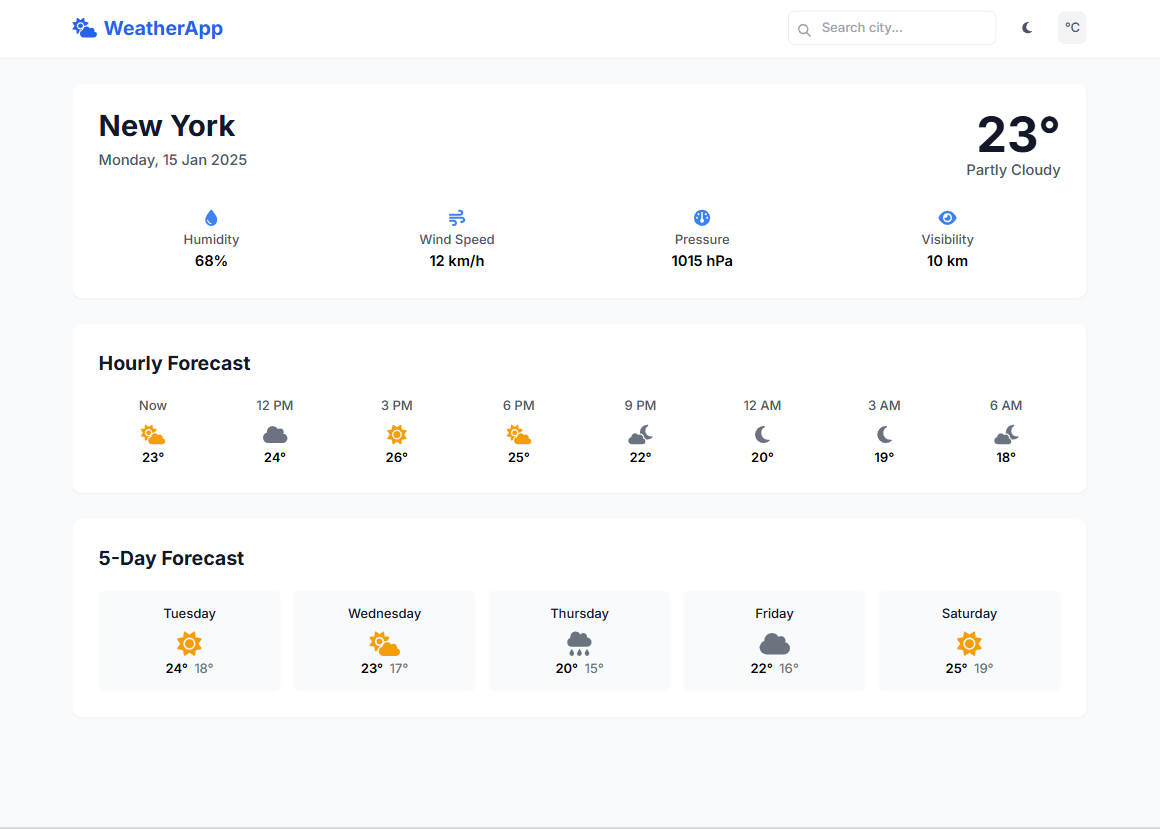 WeatherApp
Search city...
°C
New York
23°
Monday, 15 Jan 2025
Partly Cloudy
Humidity Wind Speed Pressure Visibility
68% 12 km/h 1015 hPa 10 km
Hourly Forecast
Now 12 PM 3 PM 6 PM 9 PM 12 AM 3 AM 6 AM
23° 24° 26° 25° 22° 20° 19° 18°
5-Day Forecast
Tuesday Wednesday Thursday Friday Saturday
24° 18° 23° 17° 20° 15° 22° 16° 25° 19°